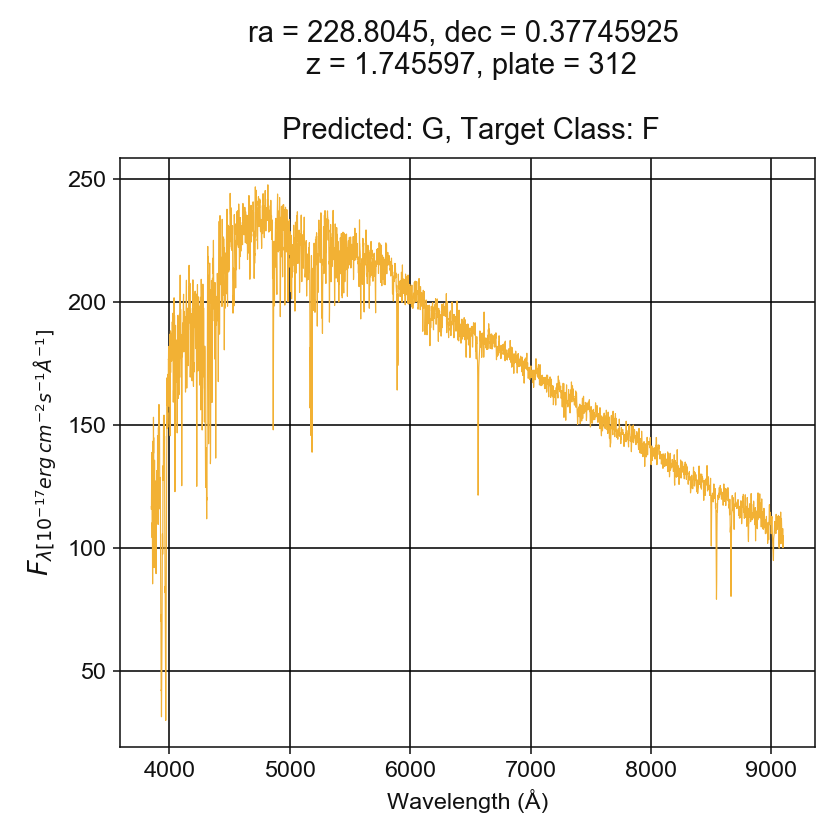 ra = 228.8045, dec = 0.37745925
z = 1.745597, plate = 312
Predicted: G, Target Class: F
250
200
150
100
50
F_{λ[10^{-17} erg cm^{-2} s^{-1} Å^{-1}]}
4000 5000 6000 7000 8000 9000
Wavelength (Å)